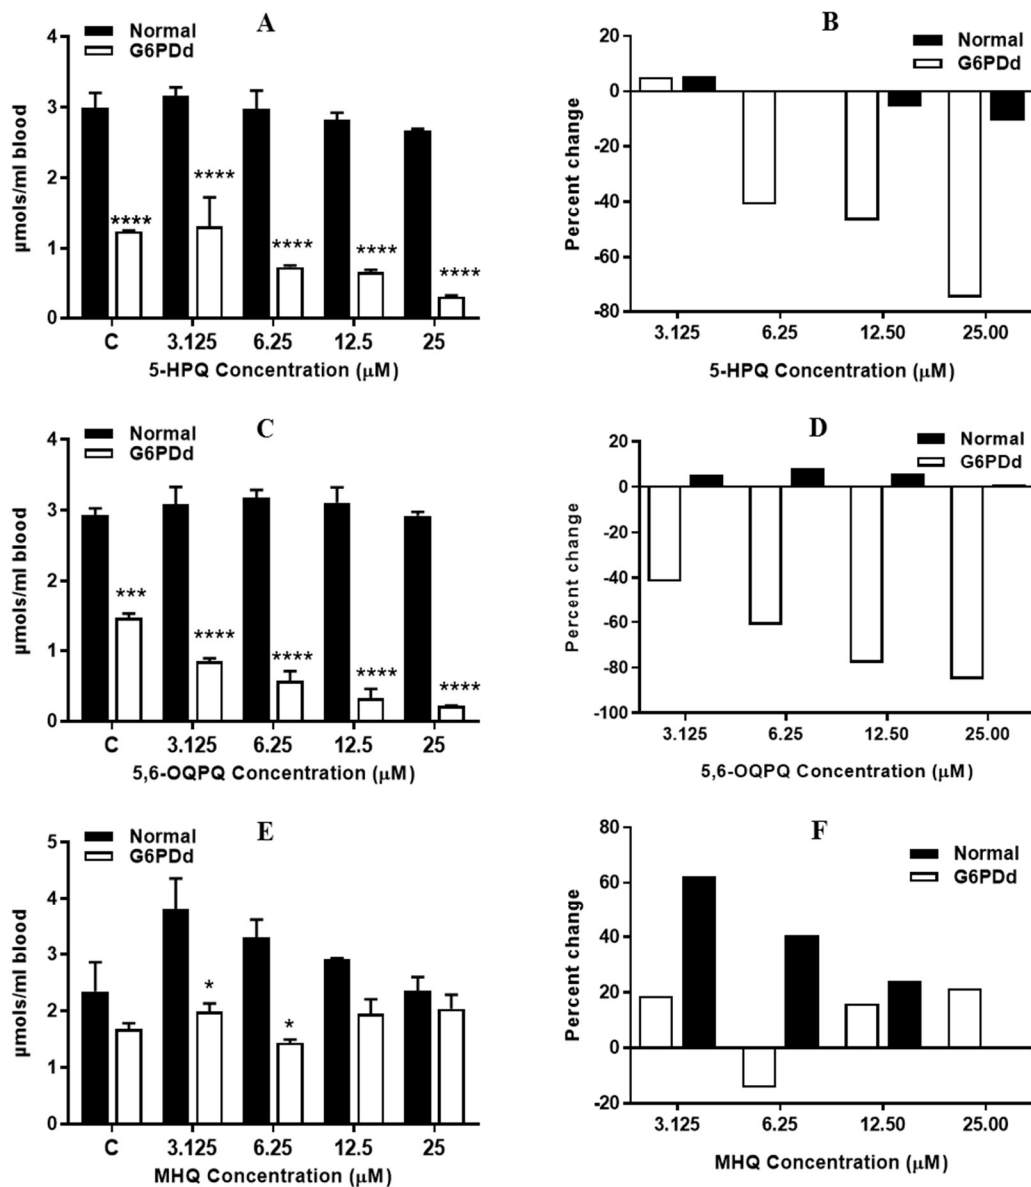 A
Normal
G6PDd
µmols/ml blood
4
3
2
1
0
****
****
****
****
****
C 3.125 6.25 12.5 25
5-HPQ Concentration (µM)
B
Normal
G6PDd
Percent change
20
0
-20
-40
-60
-80
3.125 6.25 12.50 25.00
5-HPQ Concentration (µM)
C
Normal
G6PDd
µmols/ml blood
4
3
2
1
0
***
****
****
****
****
C 3.125 6.25 12.5 25
5,6-OQPQ Concentration (µM)
D
Normal
G6PDd
Percent change
20
0
-20
-40
-60
-80
-100
3.125 6.25 12.50 25.00
5,6-OQPQ Concentration (µM)
E
Normal
G6PDd
µmols/ml blood
5
4
3
2
1
0
*
*
C 3.125 6.25 12.5 25
MHQ Concentration (µM)
F
Normal
G6PDd
Percent change
80
60
40
20
0
-20
3.125 6.25 12.50 25.00
MHQ Concentration (µM)